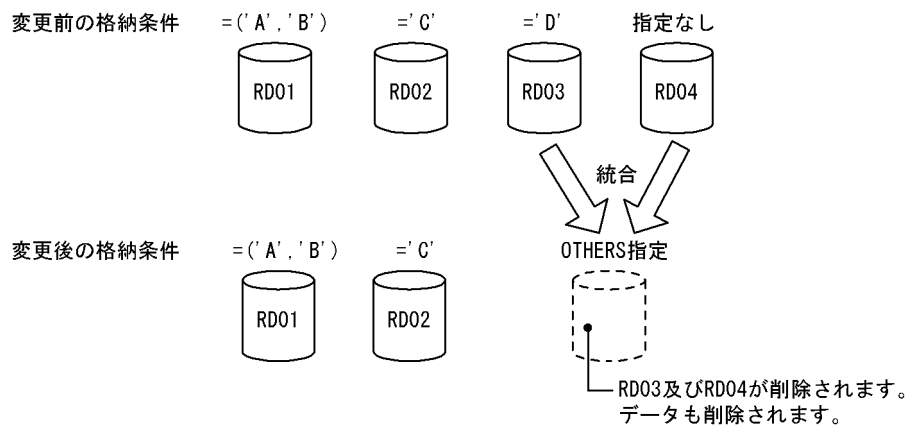 変更前の格納条件 =('A','B') ='C' ='D' 指定なし
RD01 RD02 RD03 RD04
統合
変更後の格納条件 =('A','B') ='C' OTHERS指定
RD01 RD02
RD03及びRD04が削除されます。
データも削除されます。